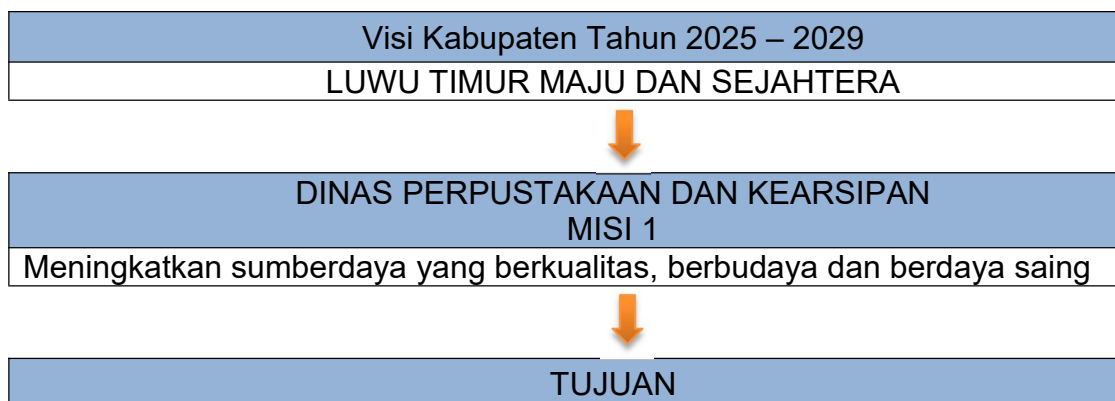 Visi Kabupaten Tahun 2025 – 2029
LUWU TIMUR MAJU DAN SEJAHTERA
DINAS PERPUSTAKAAN DAN KEARSIPAN
MISI 1
Meningkatkan sumberdaya yang berkualitas, berbudaya dan berdaya saing
TUJUAN